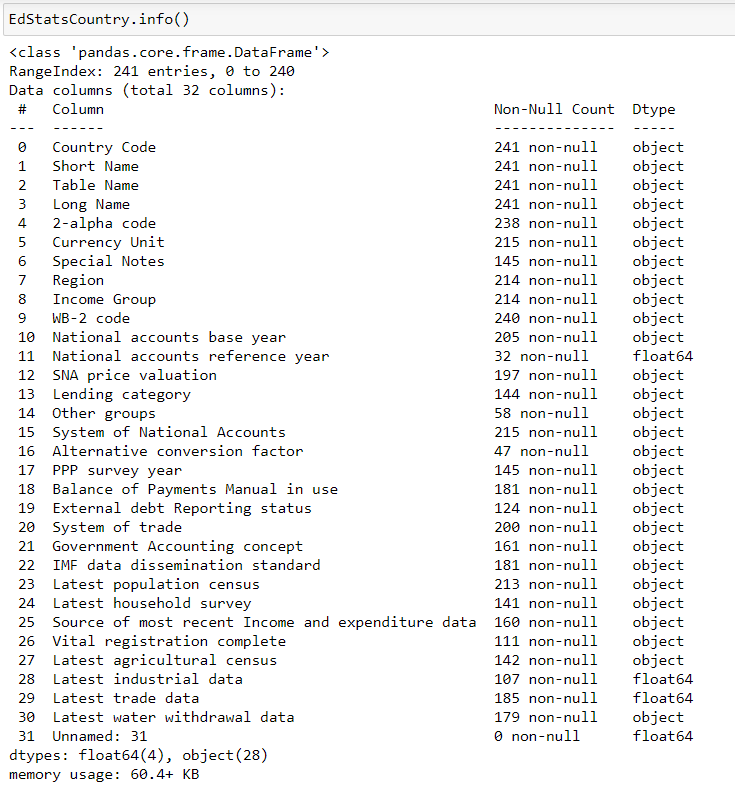 EdStatsCountry.info()
<class 'pandas.core.frame.DataFrame'>
RangeIndex: 241 entries, 0 to 240
Data columns (total 32 columns):
 #   Column                                             Non-Null Count  Dtype
---  ------                                             --------------  -----
 0   Country Code                                       241 non-null    object
 1   Short Name                                         241 non-null    object
 2   Table Name                                         241 non-null    object
 3   Long Name                                          241 non-null    object
 4   2-alpha code                                       238 non-null    object
 5   Currency Unit                                      215 non-null    object
 6   Special Notes                                      145 non-null    object
 7   Region                                             214 non-null    object
 8   Income Group                                       214 non-null    object
 9   WB-2 code                                          240 non-null    object
 10  National accounts base year                        205 non-null    object
 11  National accounts reference year                   32 non-null     float64
 12  SNA price valuation                                197 non-null    object
 13  Lending category                                   144 non-null    object
 14  Other groups                                       58 non-null     object
 15  System of National Accounts                        215 non-null    object
 16  Alternative conversion factor                      47 non-null     object
 17  PPP survey year                                    145 non-null    object
 18  Balance of Payments Manual in use                  181 non-null    object
 19  External debt Reporting status                     124 non-null    object
 20  System of trade                                    200 non-null    object
 21  Government Accounting concept                      161 non-null    object
 22  IMF data dissemination standard                    181 non-null    object
 23  Latest population census                           213 non-null    object
 24  Latest household survey                            141 non-null    object
 25  Source of most recent Income and expenditure data  160 non-null    object
 26  Vital registration complete                        111 non-null    object
 27  Latest agricultural census                         142 non-null    object
 28  Latest industrial data                             107 non-null    float64
 29  Latest trade data                                  185 non-null    float64
 30  Latest water withdrawal data                       179 non-null    object
 31  Unnamed: 31                                        0 non-null      float64
dtypes: float64(4), object(28)
memory usage: 60.4+ KB